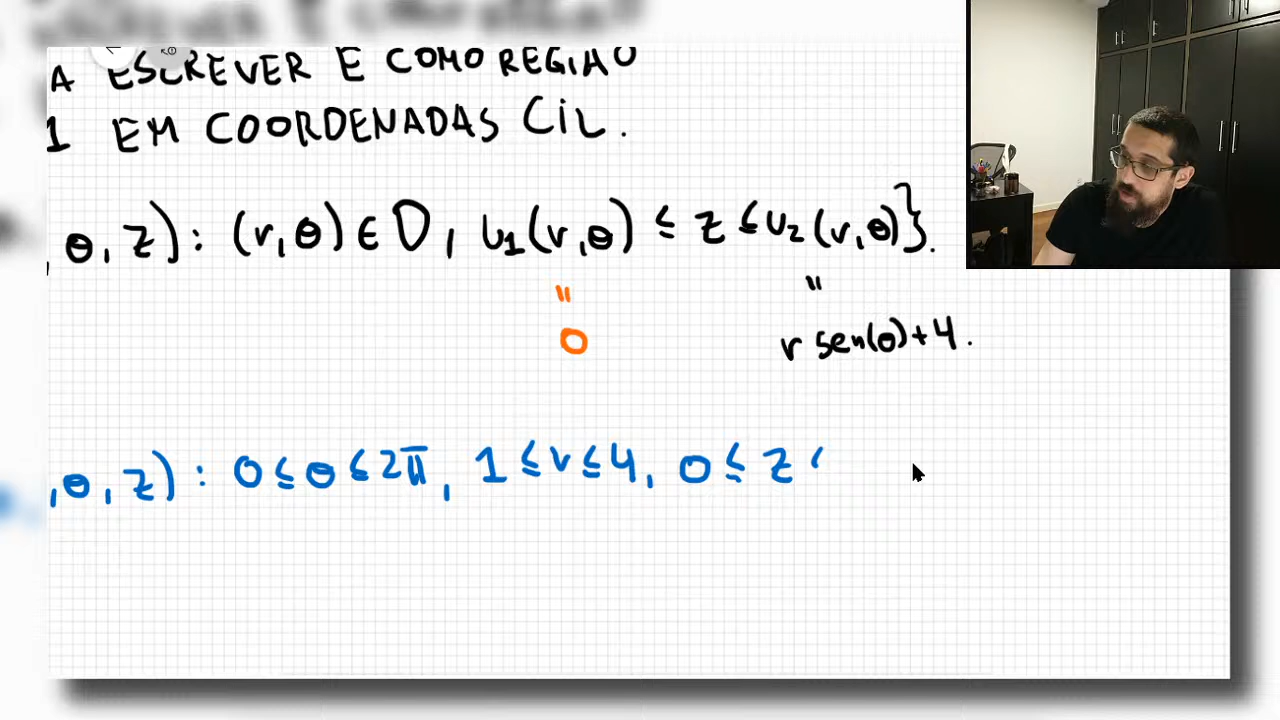 A ESCREVER E COMO REGIÃO
1 EM COORDENADAS CIL.
, θ, z): (r, θ) ∈ D, u1(r, θ) ≤ z ≤ u2(r, θ)}.
" "
0 r sen(θ)+4.
, θ, z): 0 ≤ θ ≤ 2π, 1 ≤ r ≤ 4, 0 ≤ z